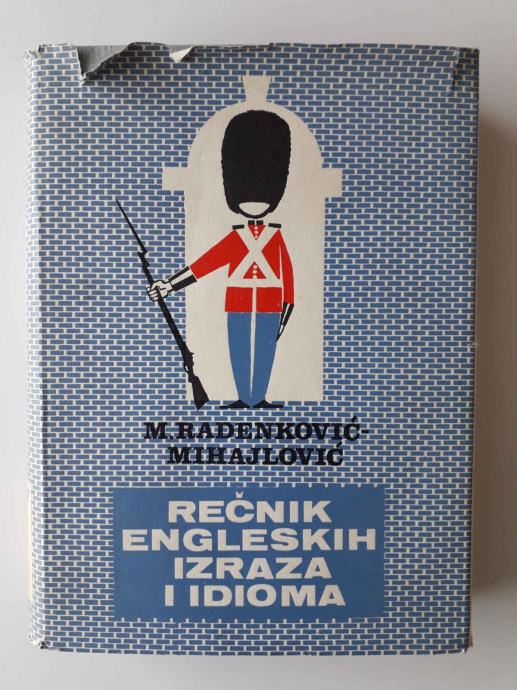 M. RADENKOVIĆ-
MIHAJLOVIĆ
REČNIK
ENGLESKIH
IZRAZA
I IDIOMA